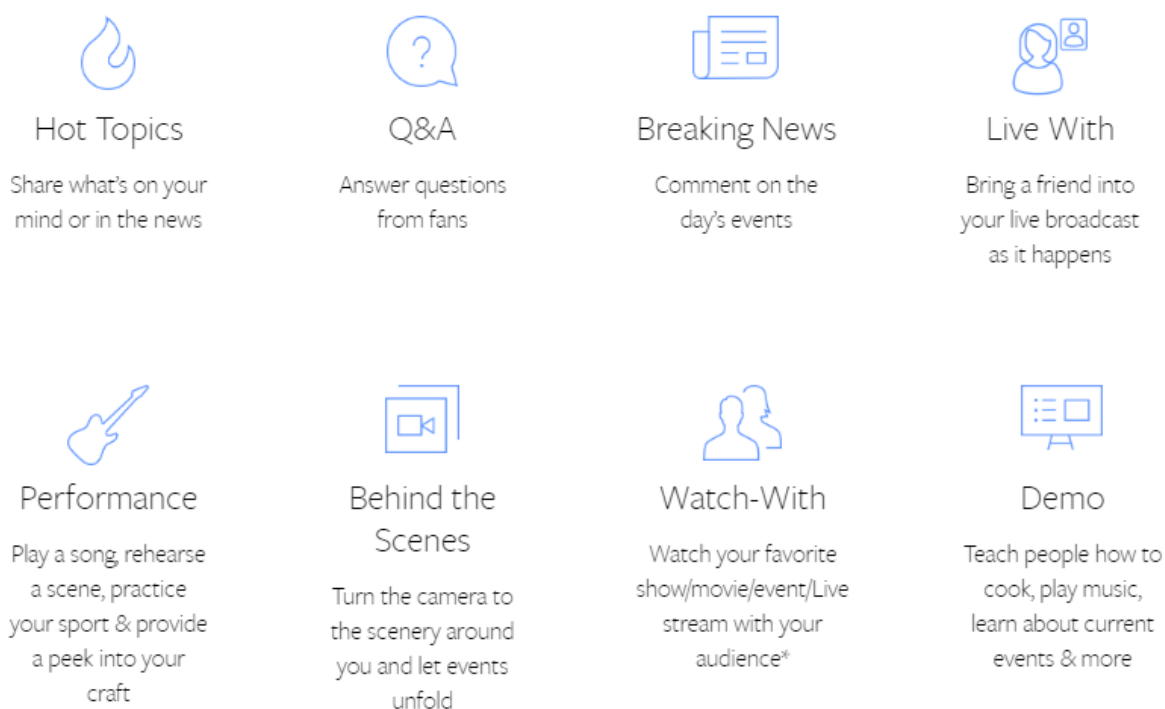 ?
Hot Topics
Share what's on your
mind or in the news
Q&A
Answer questions
from fans
Breaking News
Comment on the
day's events
Live With
Bring a friend into
your live broadcast
as it happens
Performance
Play a song, rehearse
a scene, practice
your sport & provide
a peek into your
craft
Behind the
Scenes
Turn the camera to
the scenery around
you and let events
unfold
Watch-With
Watch your favorite
show/movie/event/Live
stream with your
audience*
Demo
Teach people how to
cook, play music,
learn about current
events & more